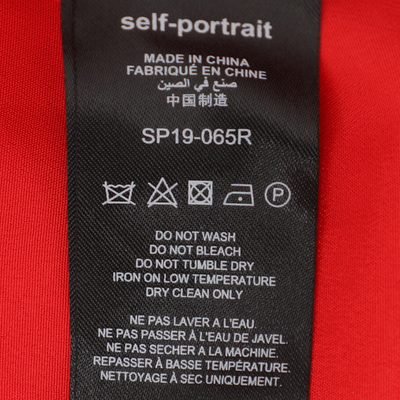 self-portrait
MADE IN CHINA
FABRIQUÉ EN CHINE
صنع في الصين
中国制造
SP19-065R
P
DO NOT WASH
DO NOT BLEACH
DO NOT TUMBLE DRY
IRON ON LOW TEMPERATURE
DRY CLEAN ONLY
NE PAS LAVER A L'EAU.
NE PAS PASSER À L'EAU DE JAVEL.
NE PAS SECHER A LA MACHINE.
REPASSER À BASSE TEMPÉRATURE.
NETTOYAGE À SEC UNIQUEMENT.